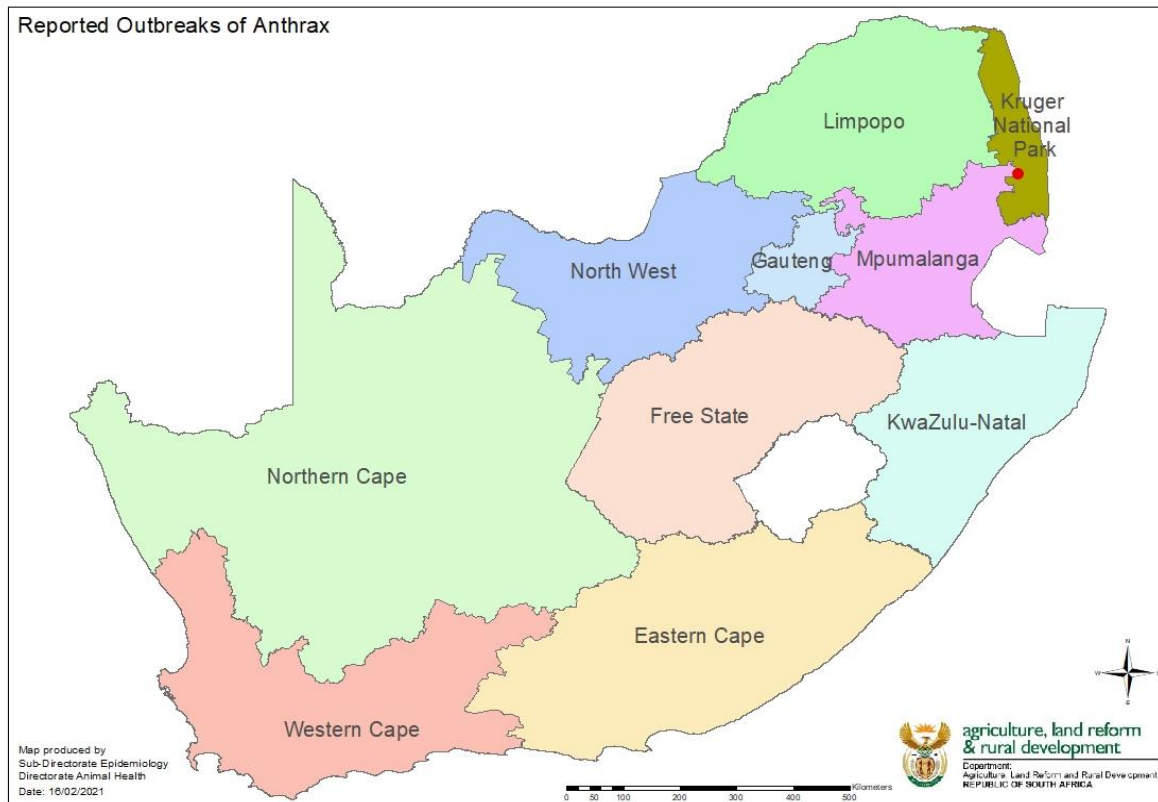 Reported Outbreaks of Anthrax
Limpopo
Kruger
National
Park
North West
Gauteng
Mpumalanga
Free State
KwaZulu-Natal
Northern Cape
Eastern Cape
Western Cape
N
W
S
Map produced by
Sub-Directorate Epidemiology
Directorate Animal Health
Date: 16/02/2021
Kilometers
0 50 100 200 300 400 500
agriculture, land reform
& rural development
Department:
Agriculture, Land Reform and Rural Development
REPUBLIC OF SOUTH AFRICA